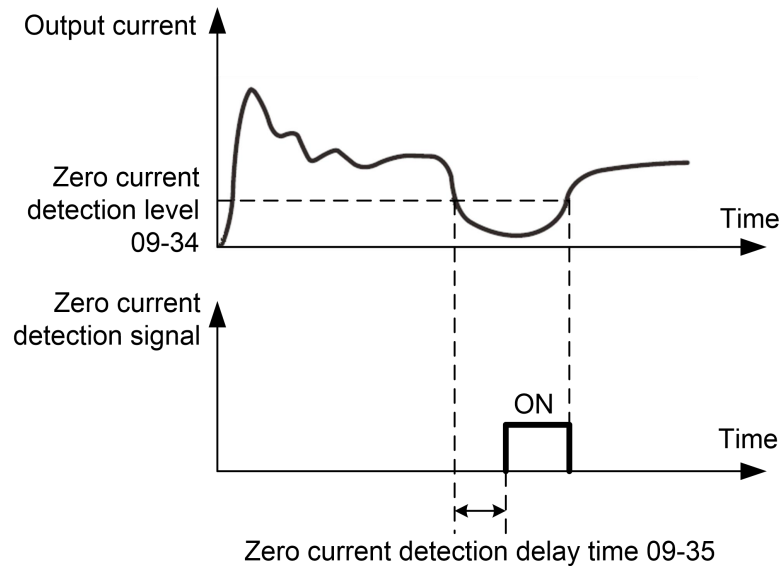 Output current
Zero current
detection level
09-34
Time
Zero current
detection signal
ON
Time
Zero current detection delay time 09-35